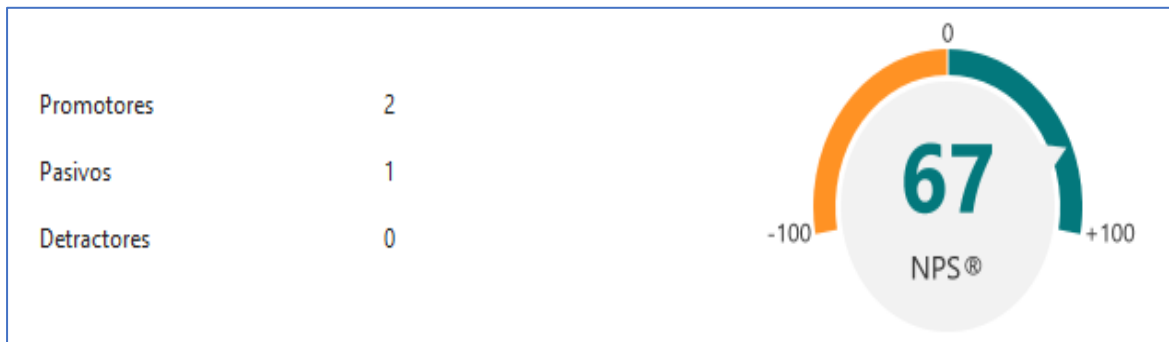 Promotores 2
Pasivos 1
Detractores 0
0
67
-100 +100
NPS®